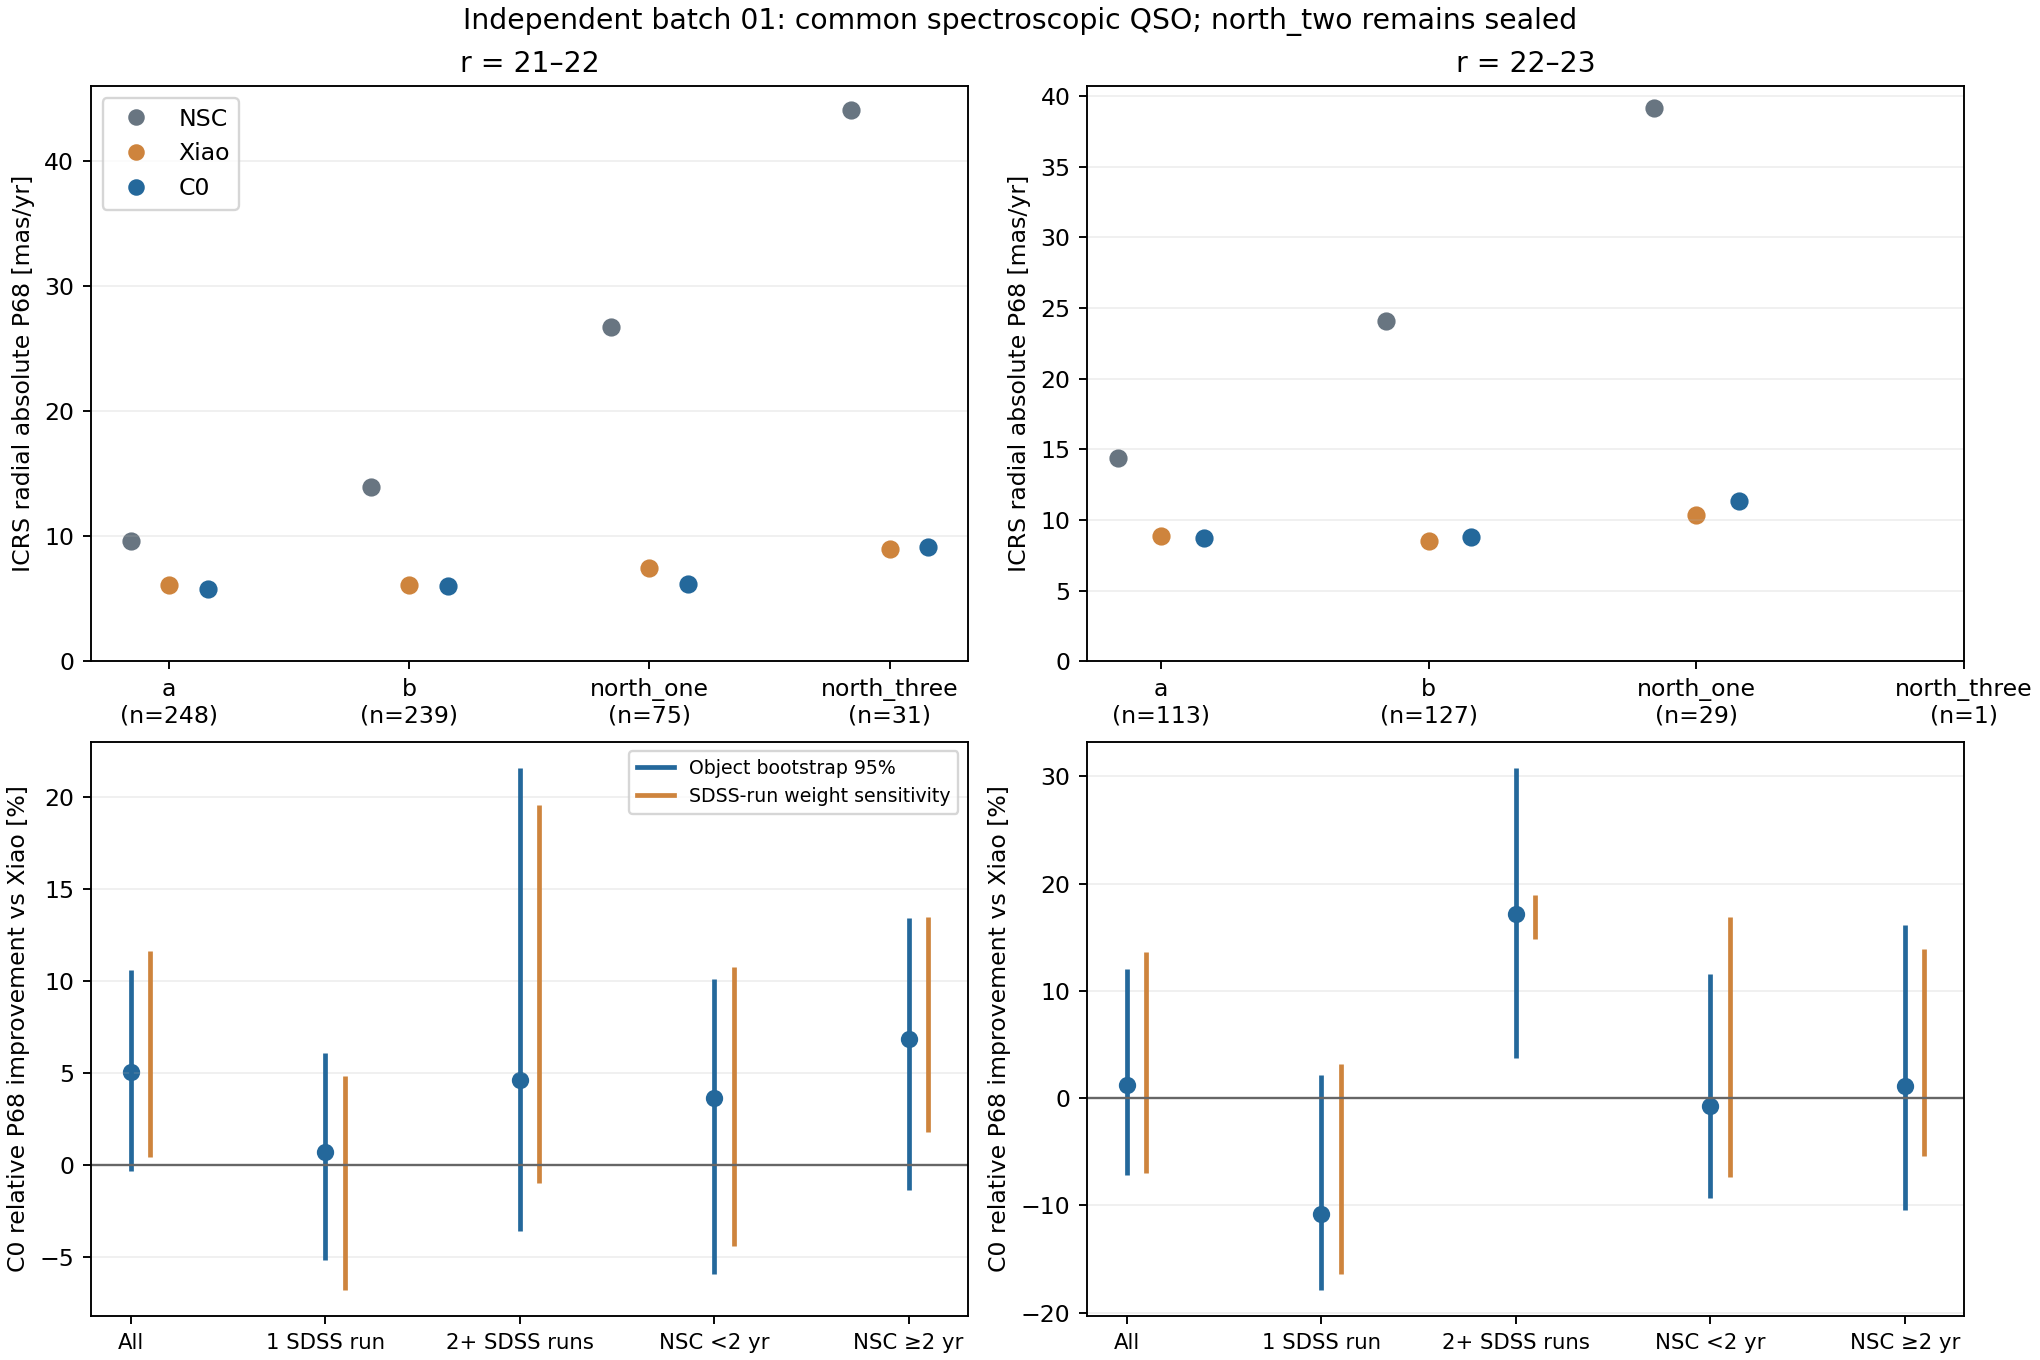 Independent batch 01: common spectroscopic QSO; north_two remains sealed
r = 21–22
ICRS radial absolute P68 [mas/yr]
40
30
20
10
0
NSC
Xiao
C0
a
(n=248)
b
(n=239)
north_one
(n=75)
north_three
(n=31)
r = 22–23
ICRS radial absolute P68 [mas/yr]
40
35
30
25
20
15
10
5
0
a
(n=113)
b
(n=127)
north_one
(n=29)
north_three
(n=1)
C0 relative P68 improvement vs Xiao [%]
20
15
10
5
0
−5
Object bootstrap 95%
SDSS-run weight sensitivity
All
1 SDSS run
2+ SDSS runs
NSC <2 yr
NSC ≥2 yr
C0 relative P68 improvement vs Xiao [%]
30
20
10
0
−10
−20
All
1 SDSS run
2+ SDSS runs
NSC <2 yr
NSC ≥2 yr